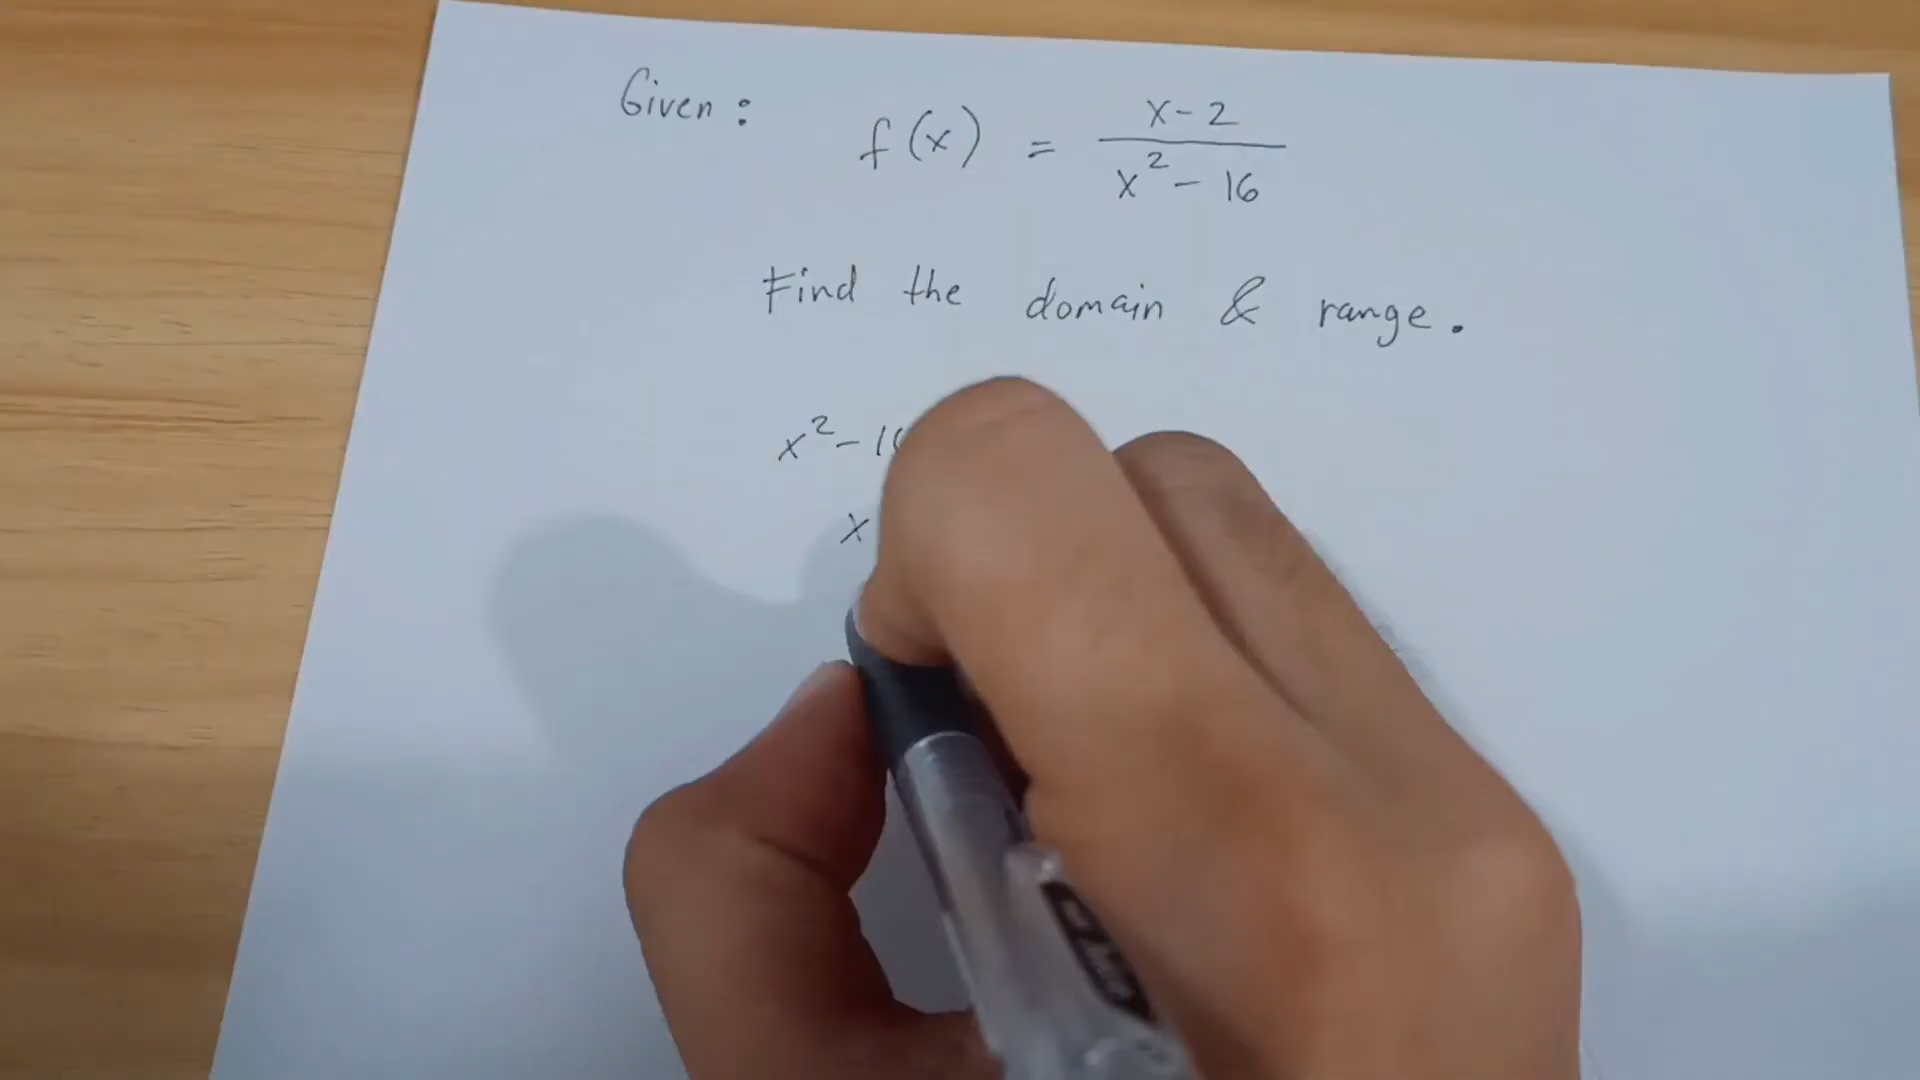 Given: f(x) = x-2 / x² - 16
Find the domain & range.
x² - 1
x